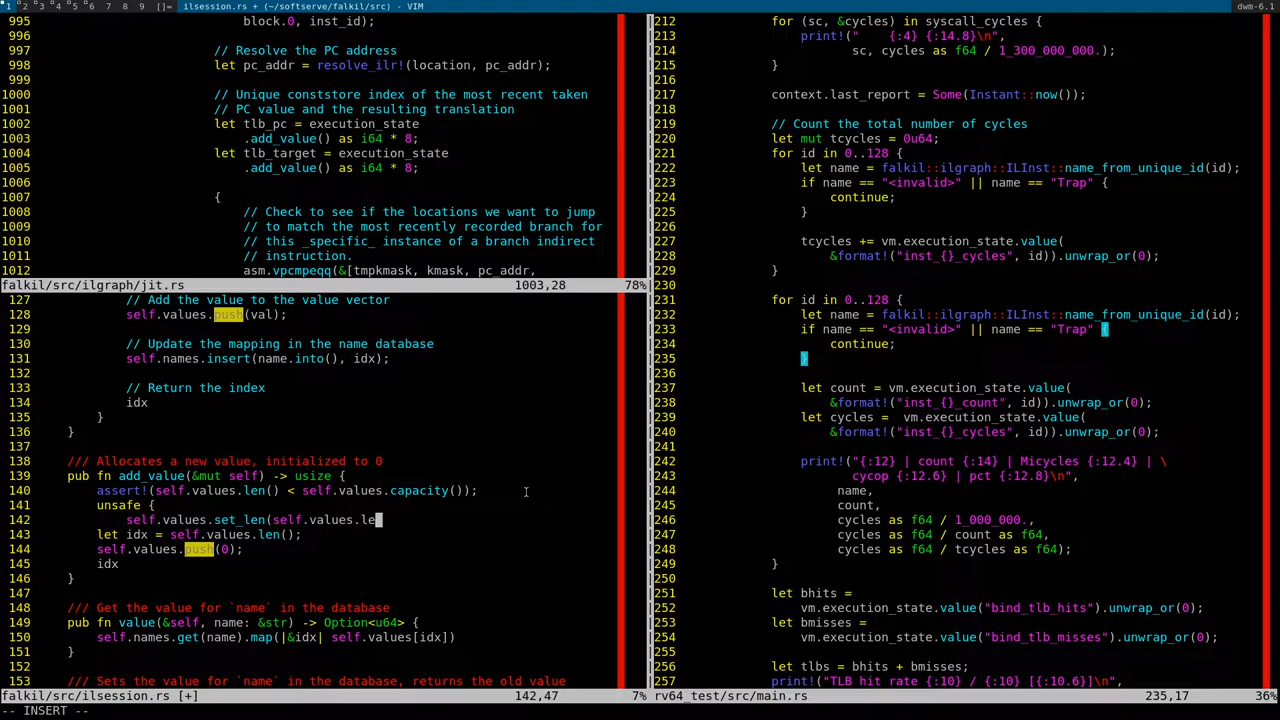 1 2 3 4 5 6 7 8 9 []= ilsession.rs + (~/softserve/falkil/src) - VIM dwm-6.1
995 block.0, inst_id);
996
997 // Resolve the PC address
998 let pc_addr = resolve_ilr!(location, pc_addr);
999
1000 // Unique conststore index of the most recent taken
1001 // PC value and the resulting translation
1002 let tlb_pc = execution_state
1003 .add_value() as i64 * 8;
1004 let tlb_target = execution_state
1005 .add_value() as i64 * 8;
1006
1007 {
1008 // Check to see if the locations we want to jump
1009 // to match the most recently recorded branch for
1010 // this _specific_ instance of a branch indirect
1011 // instruction.
1012 asm.vpcmpeqq(&[tmpkmask, kmask, pc_addr,
falkil/src/ilgraph/jit.rs 1003,28 78%
127 // Add the value to the value vector
128 self.values.push(val);
129
130 // Update the mapping in the name database
131 self.names.insert(name.into(), idx);
132
133 // Return the index
134 idx
135 }
136 }
137
138 /// Allocates a new value, initialized to 0
139 pub fn add_value(&mut self) -> usize {
140 assert!(self.values.len() < self.values.capacity());
141 unsafe {
142 self.values.set_len(self.values.le
143 let idx = self.values.len();
144 self.values.push(0);
145 idx
146 }
147
148 /// Get the value for `name` in the database
149 pub fn value(&self, name: &str) -> Option<u64> {
150 self.names.get(name).map(|&idx| self.values[idx])
151 }
152
153 /// Sets the value for `name` in the database, returns the old value
falkil/src/ilsession.rs [+] 142,47 7%
-- INSERT --
212 for (sc, &cycles) in syscall_cycles {
213 print!("    {:4} {:14.8}\n",
214 sc, cycles as f64 / 1_300_000_000.);
215 }
216
217 context.last_report = Some(Instant::now());
218
219 // Count the total number of cycles
220 let mut tcycles = 0u64;
221 for id in 0..128 {
222 let name = falkil::ilgraph::ILInst::name_from_unique_id(id);
223 if name == "<invalid>" || name == "Trap" {
224 continue;
225 }
226
227 tcycles += vm.execution_state.value(
228 &format!("inst_{}_cycles", id)).unwrap_or(0);
229 }
230
231 for id in 0..128 {
232 let name = falkil::ilgraph::ILInst::name_from_unique_id(id);
233 if name == "<invalid>" || name == "Trap" {
234 continue;
235 }
236
237 let count = vm.execution_state.value(
238 &format!("inst_{}_count", id)).unwrap_or(0);
239 let cycles =  vm.execution_state.value(
240 &format!("inst_{}_cycles", id)).unwrap_or(0);
241
242 print!("{:12} | count {:14} | Micycles {:12.4} | \
243 cycop {:12.6} | pct {:12.8}\n",
244 name,
245 count,
246 cycles as f64 / 1_000_000.,
247 cycles as f64 / count as f64,
248 cycles as f64 / tcycles as f64);
249 }
250
251 let bhits =
252 vm.execution_state.value("bind_tlb_hits").unwrap_or(0);
253 let bmisses =
254 vm.execution_state.value("bind_tlb_misses").unwrap_or(0);
255
256 let tlbs = bhits + bmisses;
257 print!("TLB hit rate {:10} / {:10} [{:10.6}]\n",
rv64_test/src/main.rs 235,17 36%